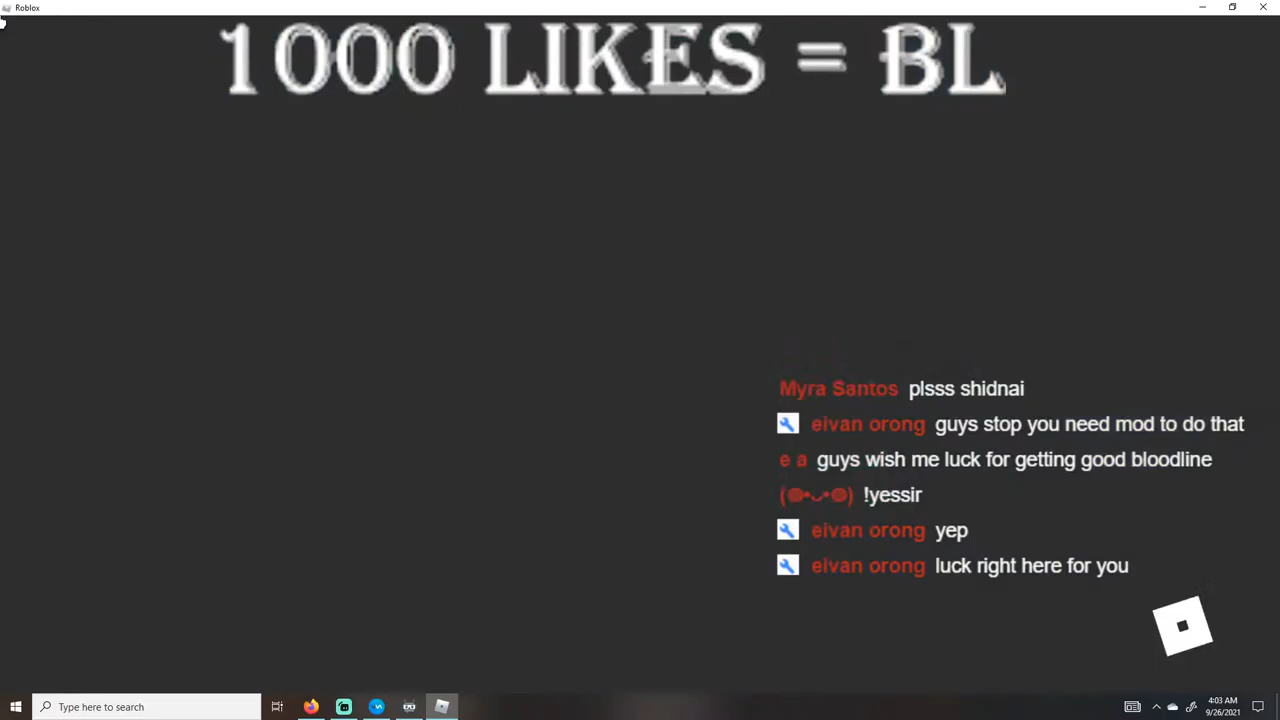 Roblox
1000 LIKES = BL
Myra Santos plsss shidnai
eivan orong guys stop you need mod to do that
e a guys wish me luck for getting good bloodline
!yessir
eivan orong yep
eivan orong luck right here for you
Type here to search
4:03 AM
9/26/2021